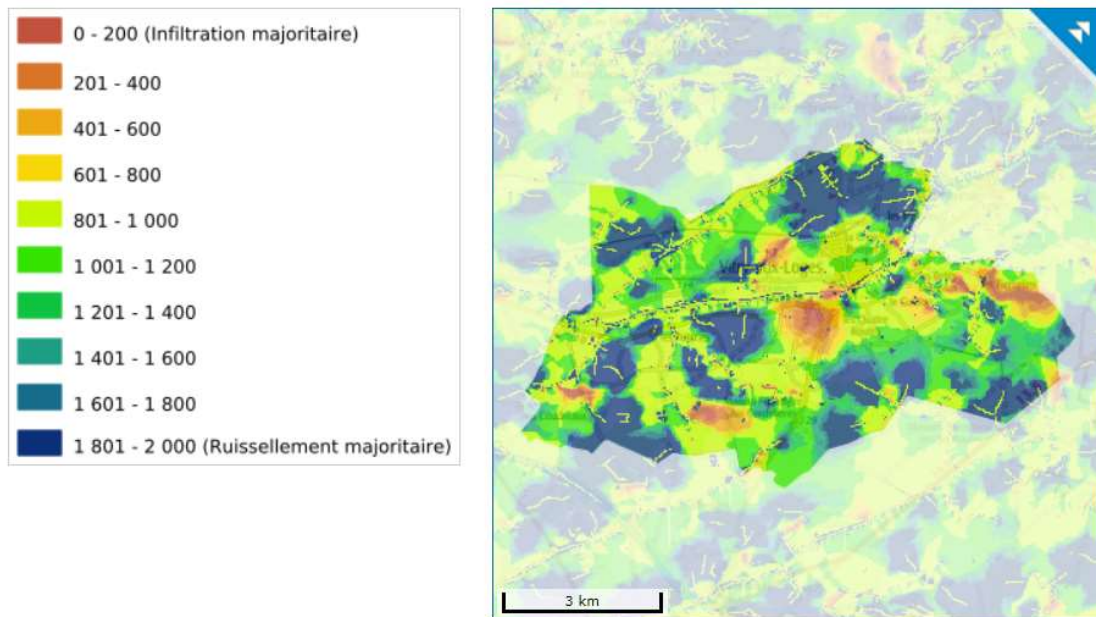 0 - 200 (Infiltration majoritaire)
201 - 400
401 - 600
601 - 800
801 - 1 000
1 001 - 1 200
1 201 - 1 400
1 401 - 1 600
1 601 - 1 800
1 801 - 2 000 (Ruissellement majoritaire)
3 km